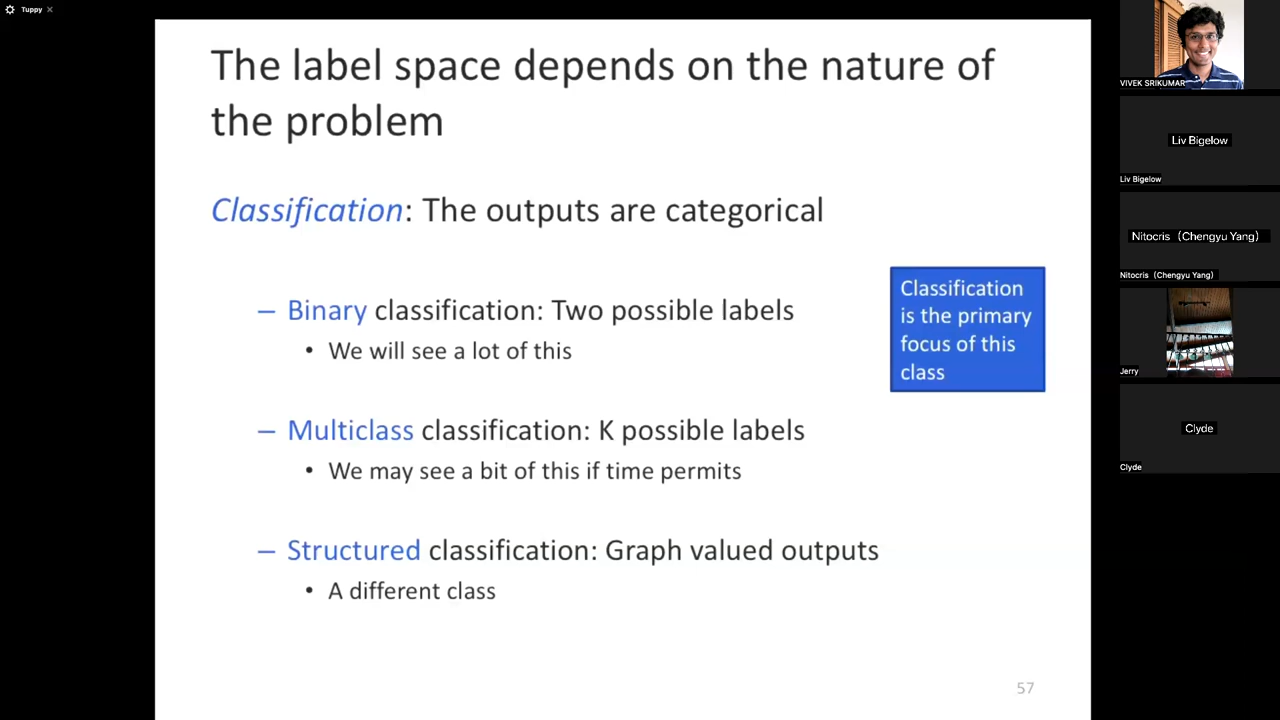 Tuppy
The label space depends on the nature of
the problem
Classification: The outputs are categorical
– Binary classification: Two possible labels
• We will see a lot of this
– Multiclass classification: K possible labels
• We may see a bit of this if time permits
– Structured classification: Graph valued outputs
• A different class
Classification
is the primary
focus of this
class
57
VIVEK SRIKUMAR
Liv Bigelow
Liv Bigelow
Nitocris（Chengyu Yang）
Nitocris（Chengyu Yang）
Jerry
Clyde
Clyde